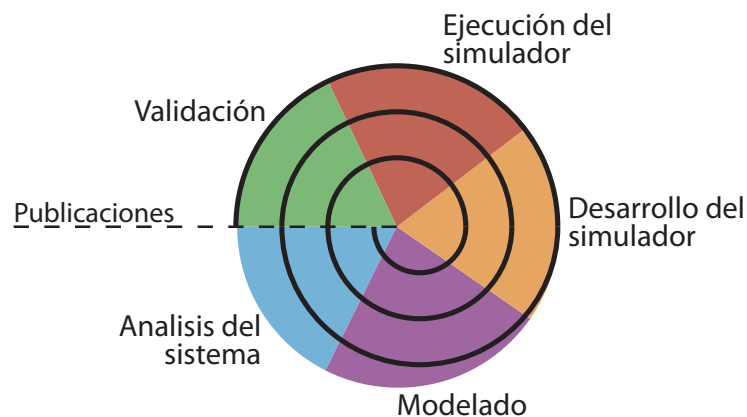 Ejecución del
simulador
Validación
Publicaciones
Desarrollo del
simulador
Analisis del
sistema
Modelado